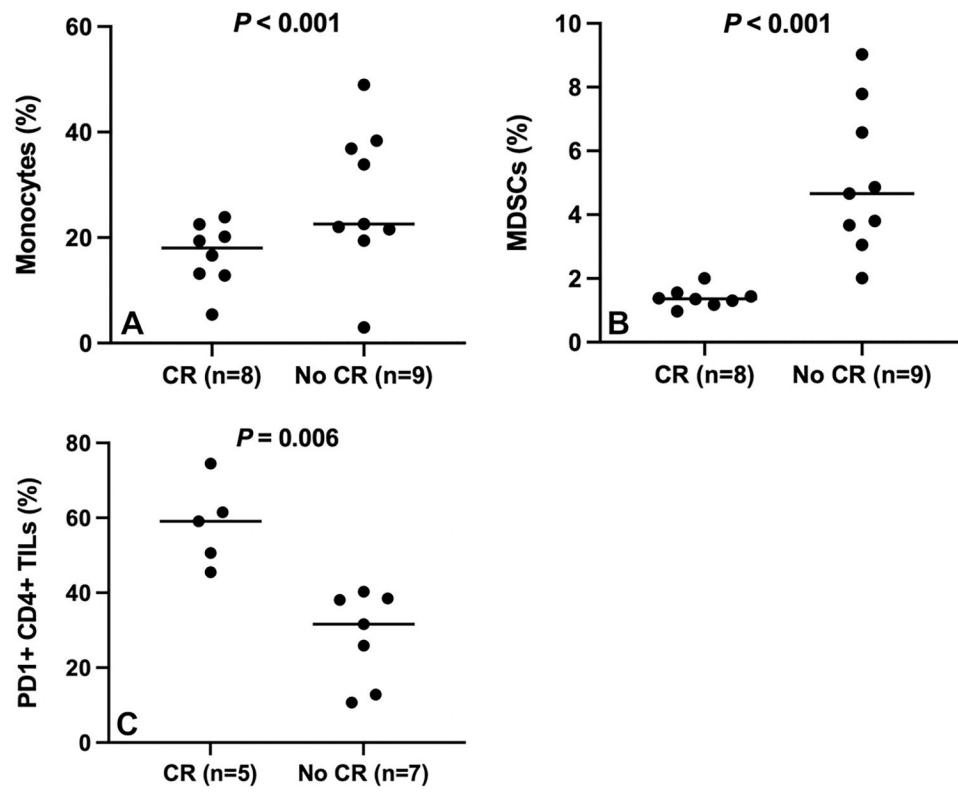 P < 0.001
Monocytes (%)
60
40
20
0
A
CR (n=8) No CR (n=9)
P < 0.001
MDSCs (%)
10
8
6
4
2
0
B
CR (n=8) No CR (n=9)
P = 0.006
PD1+ CD4+ TILs (%)
80
60
40
20
0
C
CR (n=5) No CR (n=7)